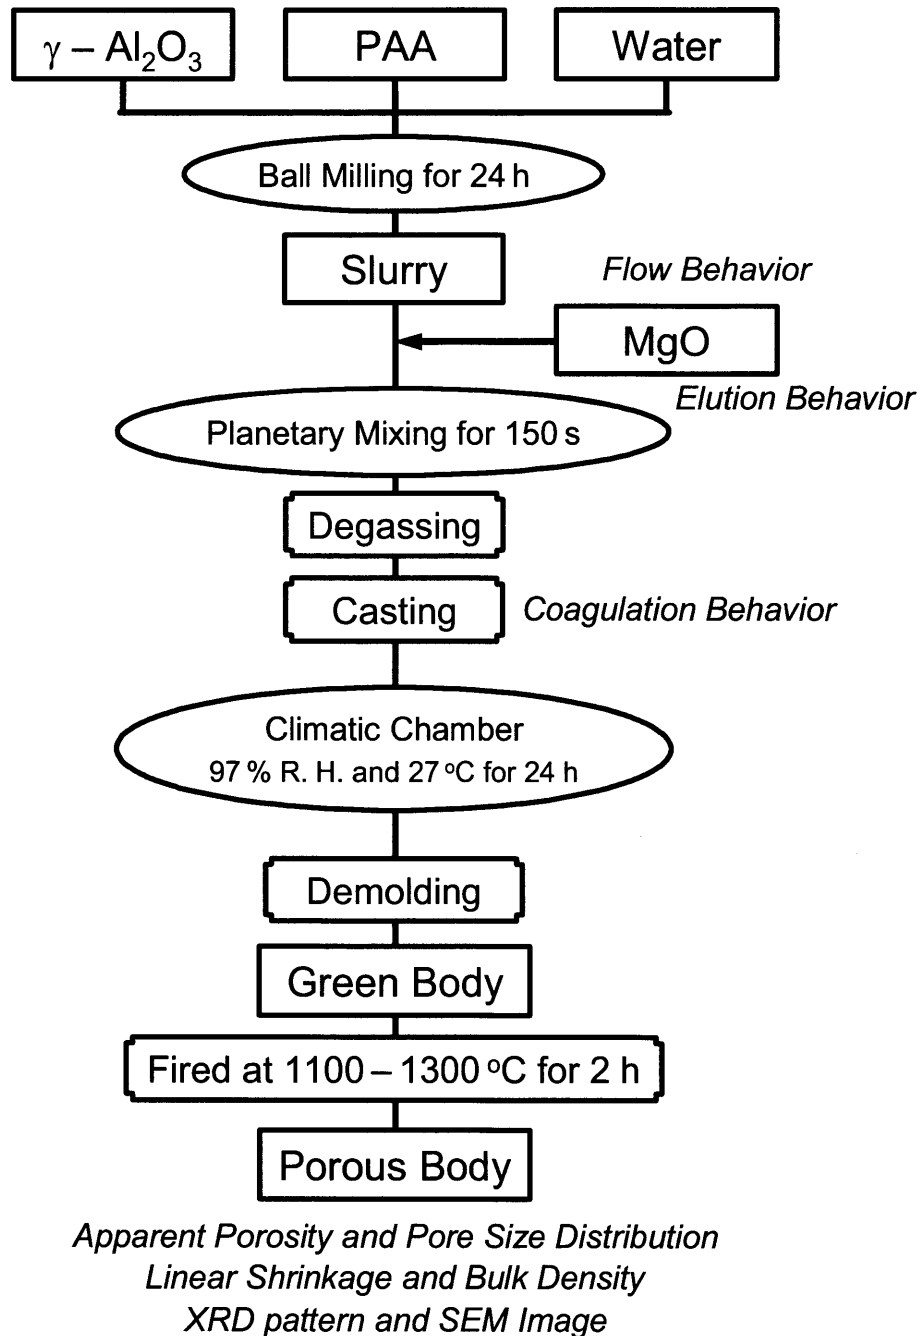 γ – Al₂O₃
PAA
Water
Ball Milling for 24 h
Slurry
Flow Behavior
MgO
Elution Behavior
Planetary Mixing for 150 s
Degassing
Casting
Coagulation Behavior
Climatic Chamber
97 % R. H. and 27 ºC for 24 h
Demolding
Green Body
Fired at 1100 – 1300 ºC for 2 h
Porous Body
Apparent Porosity and Pore Size Distribution
Linear Shrinkage and Bulk Density
XRD pattern and SEM Image